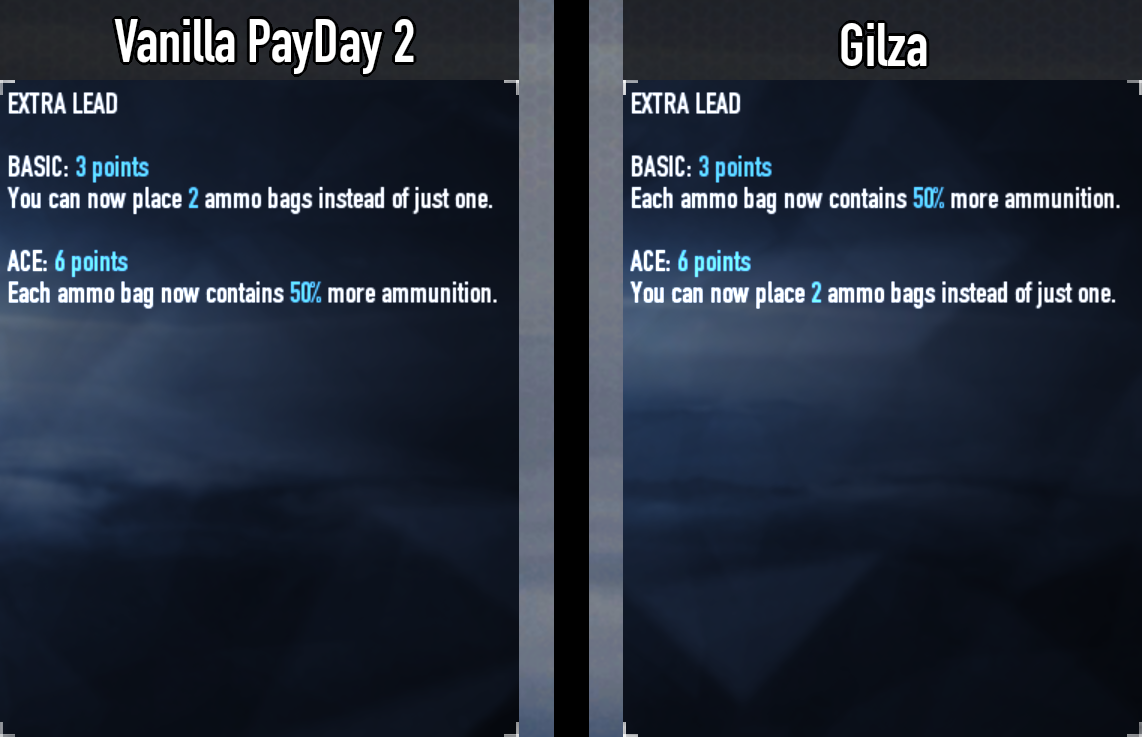 Vanilla PayDay 2
EXTRA LEAD
BASIC: 3 points
You can now place 2 ammo bags instead of just one.
ACE: 6 points
Each ammo bag now contains 50% more ammunition.
Gilza
EXTRA LEAD
BASIC: 3 points
Each ammo bag now contains 50% more ammunition.
ACE: 6 points
You can now place 2 ammo bags instead of just one.